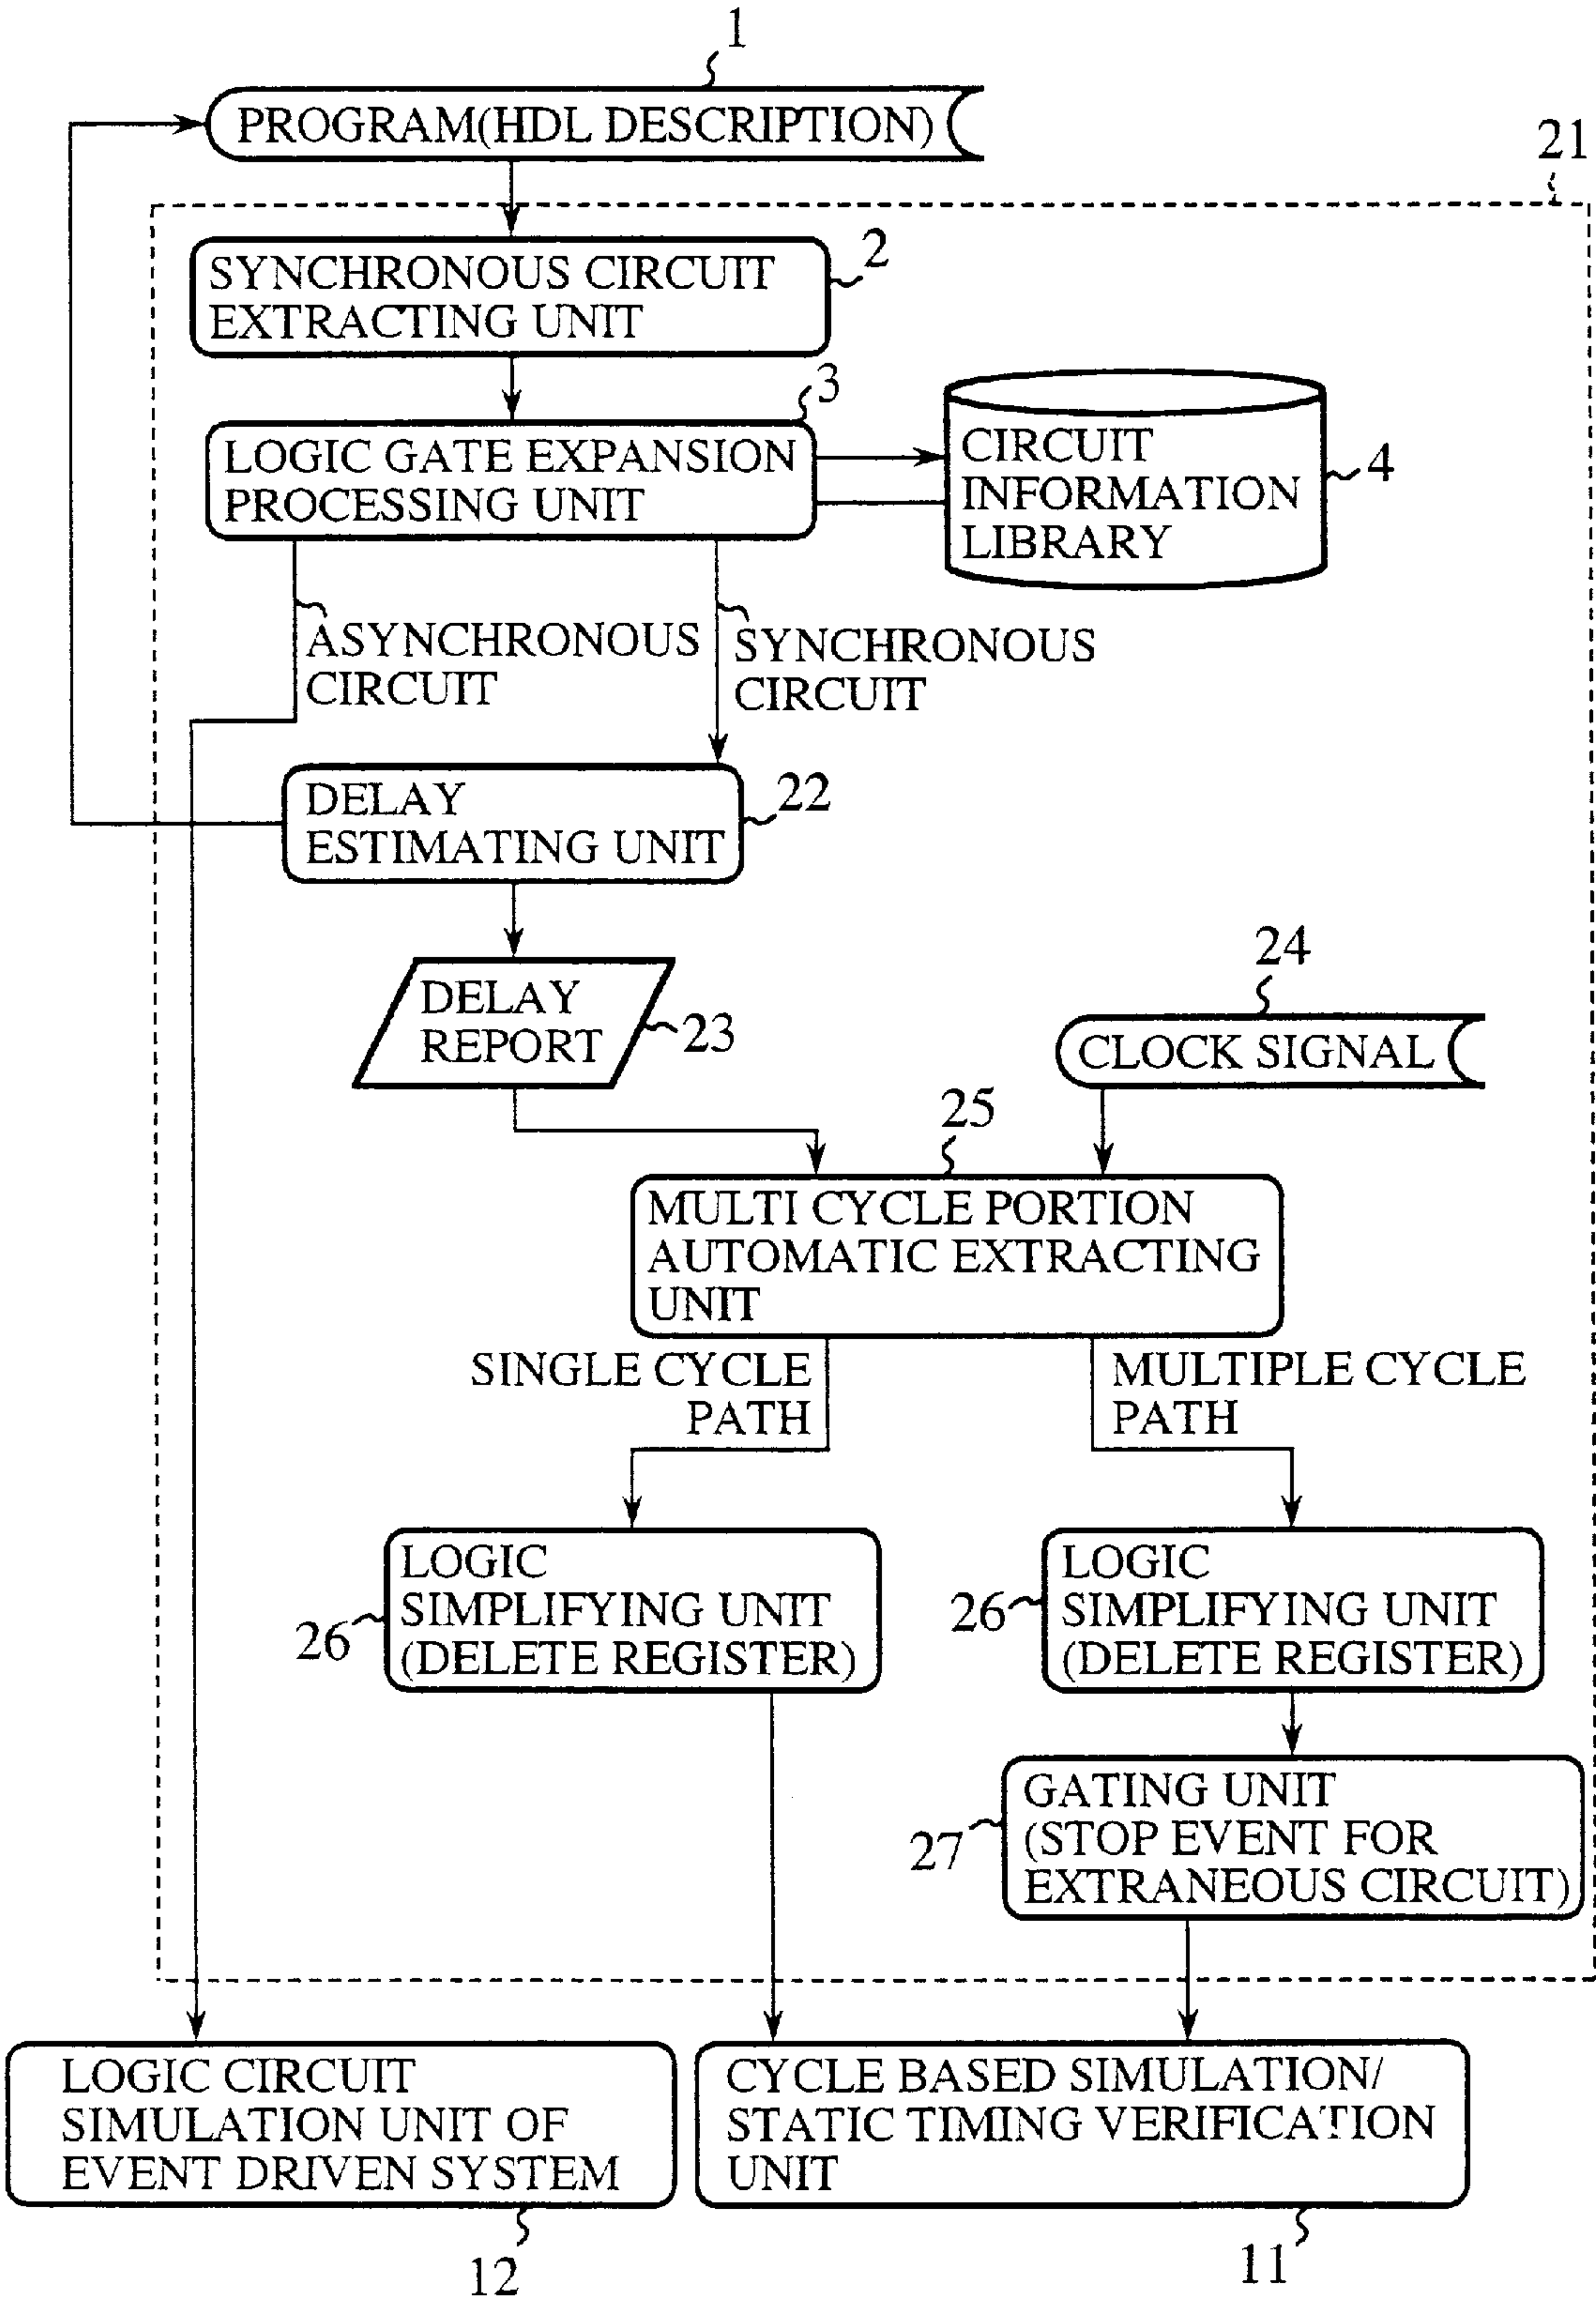 1
PROGRAM(HDL DESCRIPTION)
21
2
SYNCHRONOUS CIRCUIT
EXTRACTING UNIT
3
LOGIC GATE EXPANSION
PROCESSING UNIT
CIRCUIT
INFORMATION
LIBRARY
4
ASYNCHRONOUS
CIRCUIT
SYNCHRONOUS
CIRCUIT
DELAY
ESTIMATING UNIT
22
DELAY
REPORT
23
24
CLOCK SIGNAL
25
MULTI CYCLE PORTION
AUTOMATIC EXTRACTING
UNIT
SINGLE CYCLE
PATH
MULTIPLE CYCLE
PATH
LOGIC
SIMPLIFYING UNIT
(DELETE REGISTER)
26
LOGIC
SIMPLIFYING UNIT
(DELETE REGISTER)
26
GATING UNIT
(STOP EVENT FOR
EXTRANEOUS CIRCUIT)
27
LOGIC CIRCUIT
SIMULATION UNIT OF
EVENT DRIVEN SYSTEM
12
CYCLE BASED SIMULATION/
STATIC TIMING VERIFICATION
UNIT
11